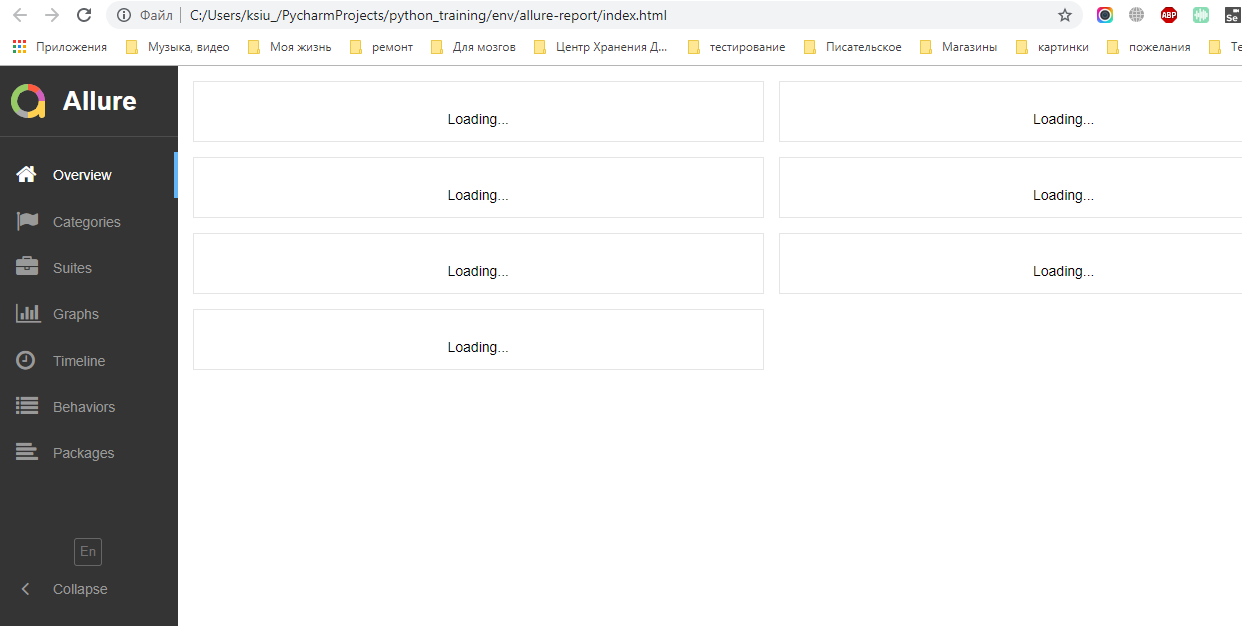 Файл C:/Users/ksiu_/PycharmProjects/python_training/env/allure-report/index.html ABP Se
Приложения Музыка, видео Моя жизнь ремонт Для мозгов Центр Хранения Д... тестирование Писательское Магазины картинки пожелания Те
Allure
Overview
Categories
Suites
Graphs
Timeline
Behaviors
Packages
En
Collapse
Loading... Loading...
Loading... Loading...
Loading... Loading...
Loading...